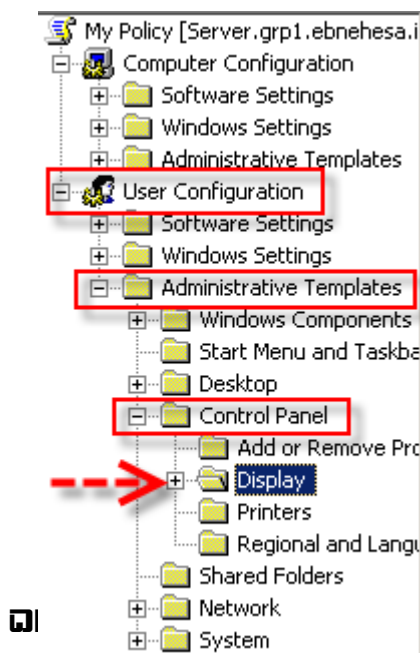 My Policy [Server.grp1.ebnehesa.i
Computer Configuration
Software Settings
Windows Settings
Administrative Templates
User Configuration
Software Settings
Windows Settings
Administrative Templates
Windows Components
Start Menu and Taskba
Desktop
Control Panel
Add or Remove Pro
Display
Printers
Regional and Langu
Shared Folders
Network
System